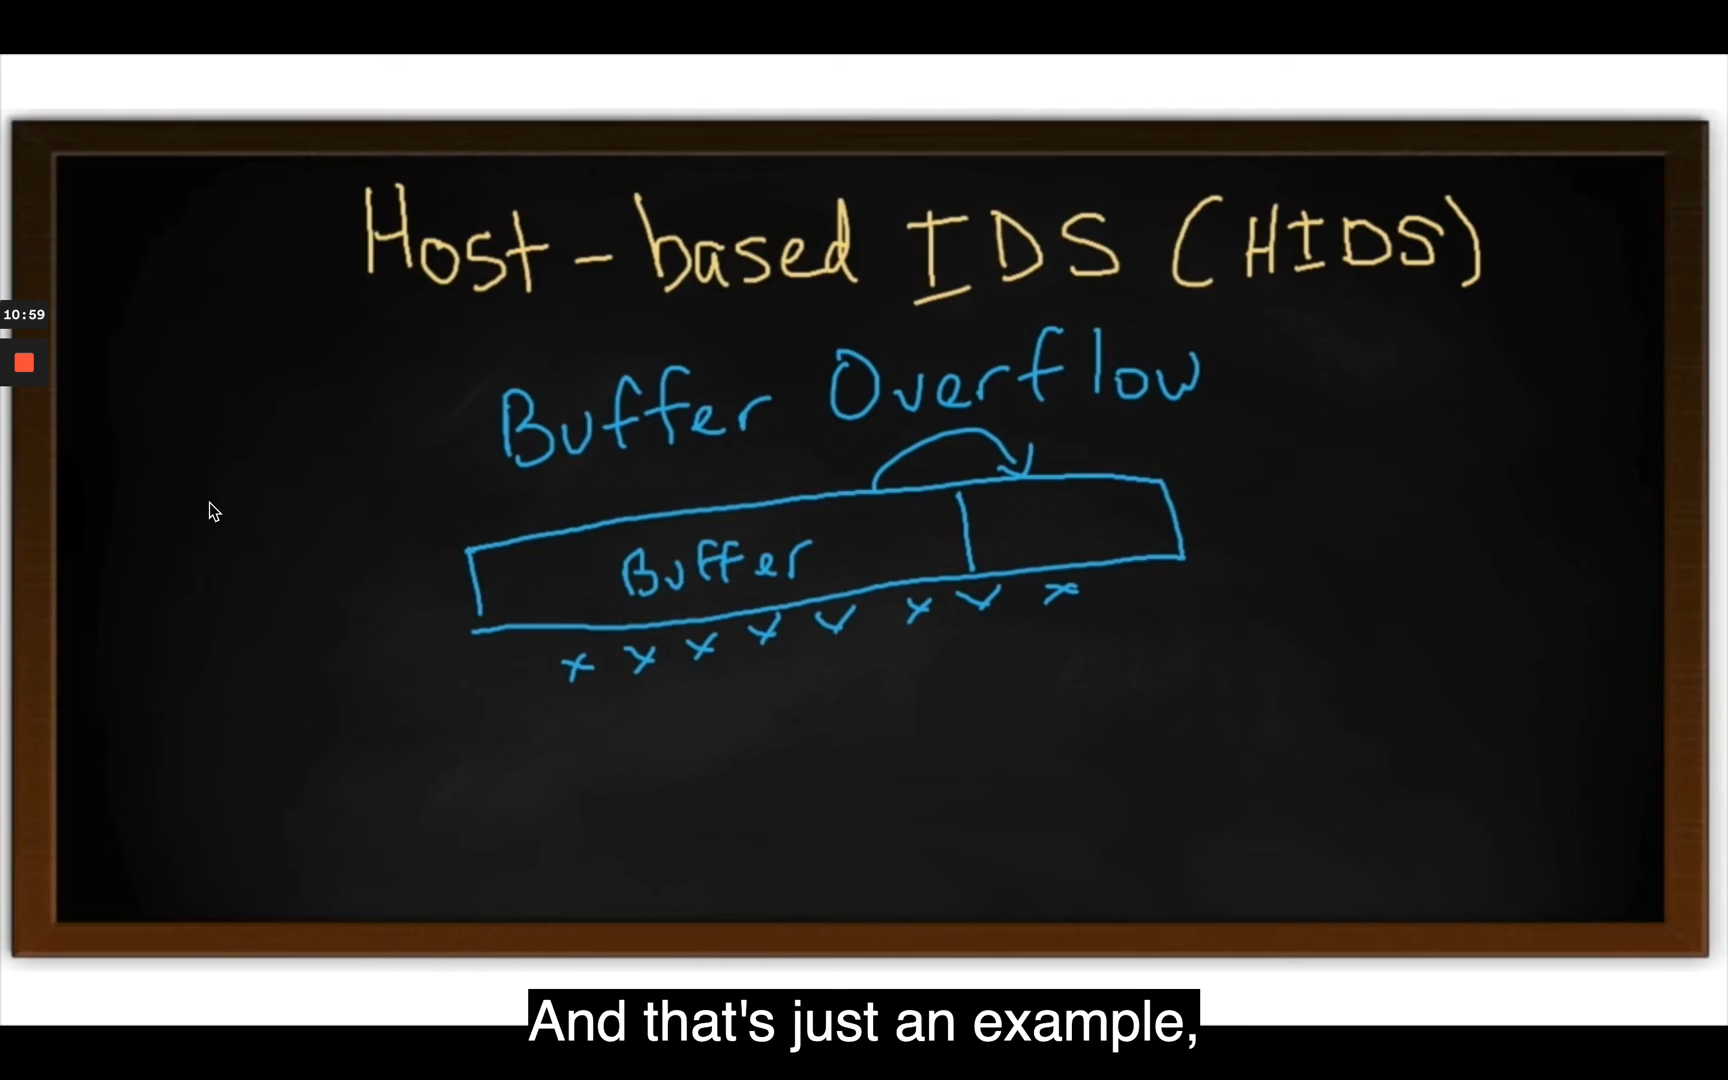 Host-based IDS (HIDS)
10:59
Buffer Overflow
Buffer
x x x x v x v x
And that's just an example,